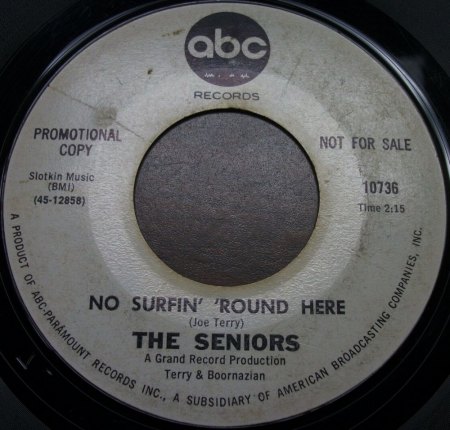 abc
RECORDS
PROMOTIONAL
COPY
NOT FOR SALE
Slotkin Music
(BMI)
(45-12858)
10736
Time 2:15
NO SURFIN' 'ROUND HERE
(Joe Terry)
THE SENIORS
A Grand Record Production
Terry & Boornazian
A PRODUCT OF ABC-PARAMOUNT RECORDS INC., A SUBSIDIARY OF AMERICAN BROADCASTING COMPANIES, INC.